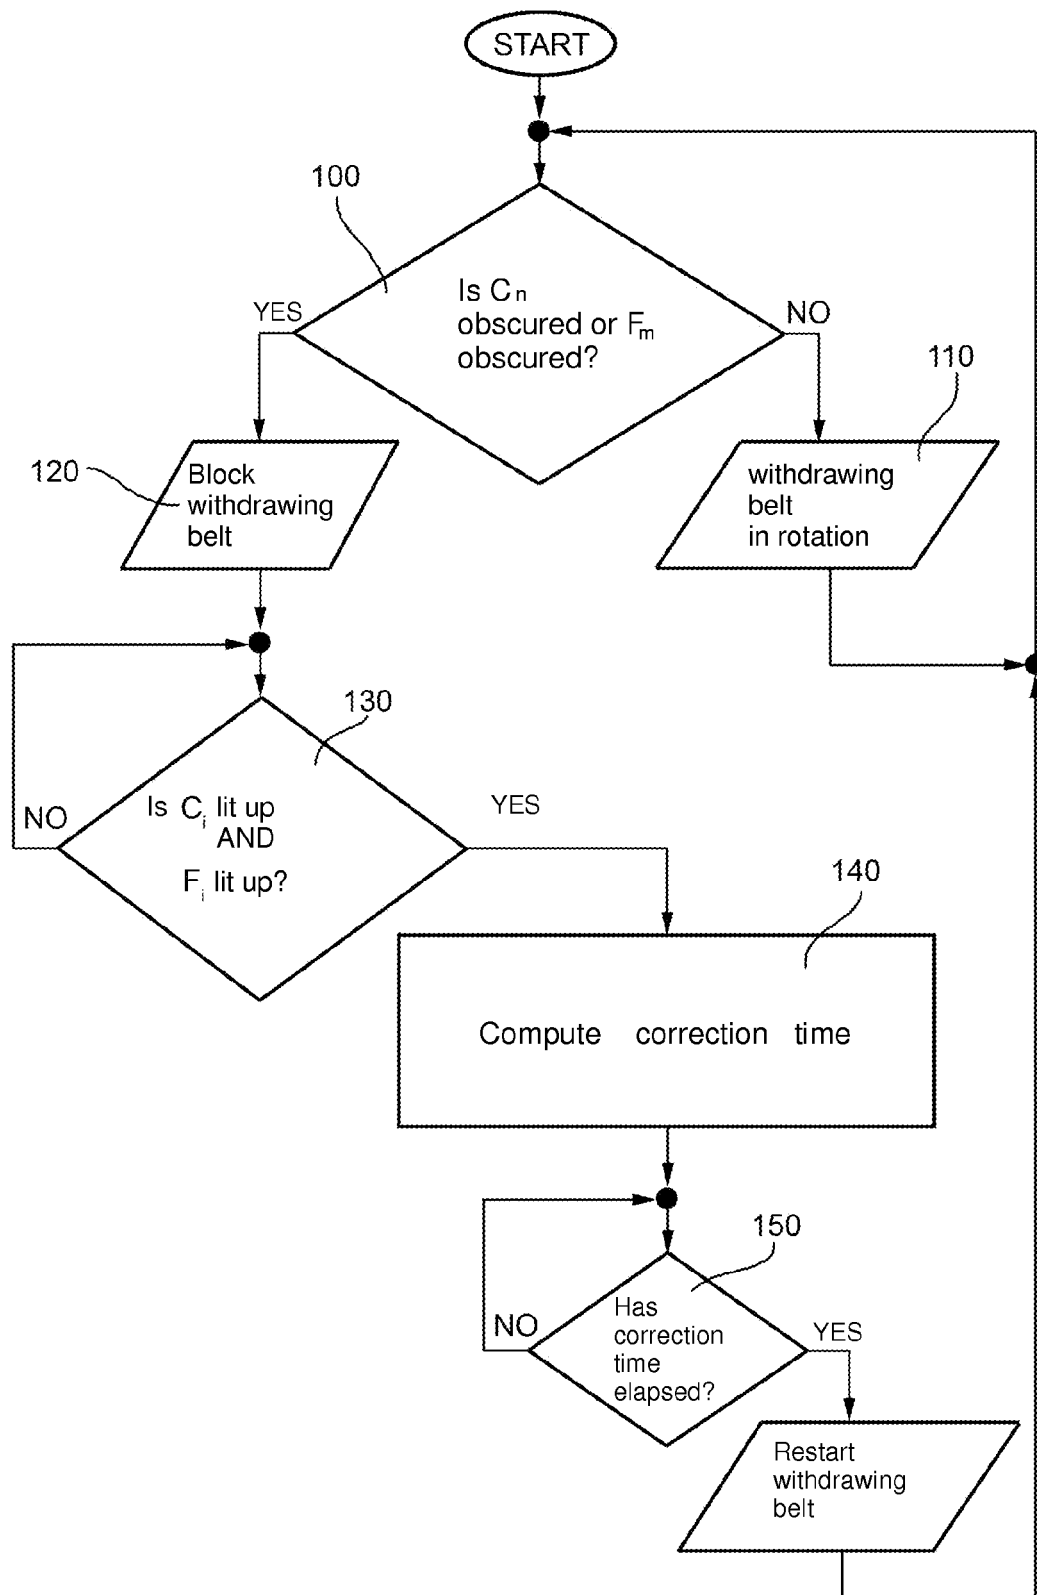 START
100
Is Cn
obscured or Fm
obscured?
YES
NO
110
120
Block
withdrawing
belt
withdrawing
belt
in rotation
130
Is Ci lit up
AND
Fi lit up?
NO
YES
140
Compute correction time
150
Has
correction
time
elapsed?
NO
YES
Restart
withdrawing
belt